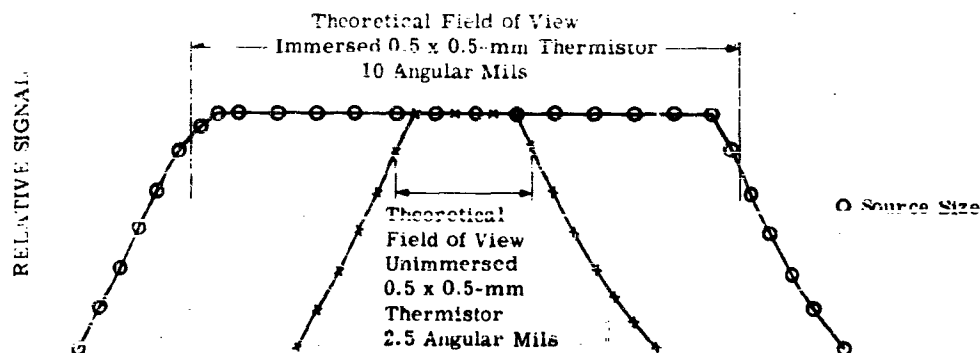 Theoretical Field of View
Immersed 0.5 x 0.5-mm Thermistor
10 Angular Mils
RELATIVE SIGNAL
Theoretical
Field of View
Unimmersed
0.5 x 0.5-mm
Thermistor
2.5 Angular Mils
Source Size